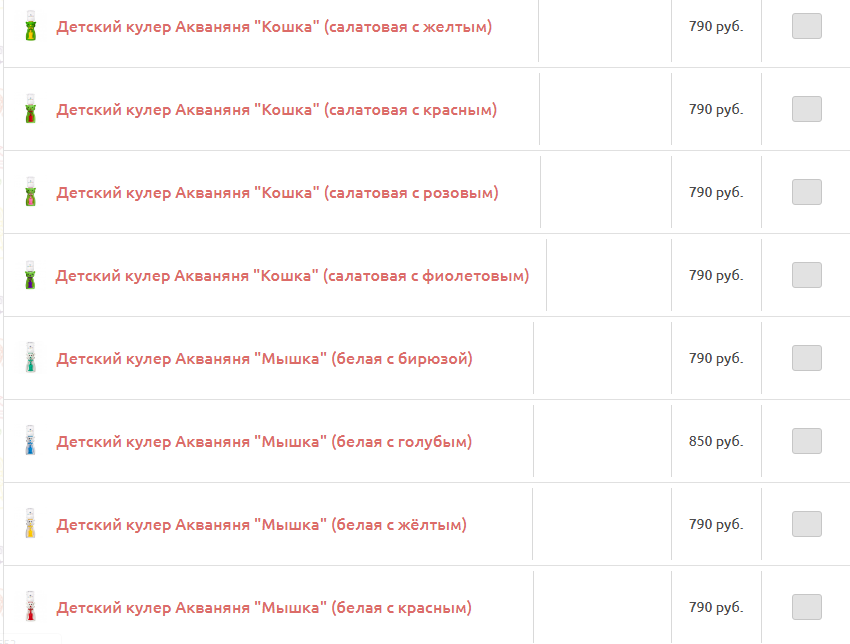 Детский кулер Акваняня "Кошка" (салатовая с желтым) 790 руб.
Детский кулер Акваняня "Кошка" (салатовая с красным) 790 руб.
Детский кулер Акваняня "Кошка" (салатовая с розовым) 790 руб.
Детский кулер Акваняня "Кошка" (салатовая с фиолетовым) 790 руб.
Детский кулер Акваняня "Мышка" (белая с бирюзой) 790 руб.
Детский кулер Акваняня "Мышка" (белая с голубым) 850 руб.
Детский кулер Акваняня "Мышка" (белая с жёлтым) 790 руб.
Детский кулер Акваняня "Мышка" (белая с красным) 790 руб.